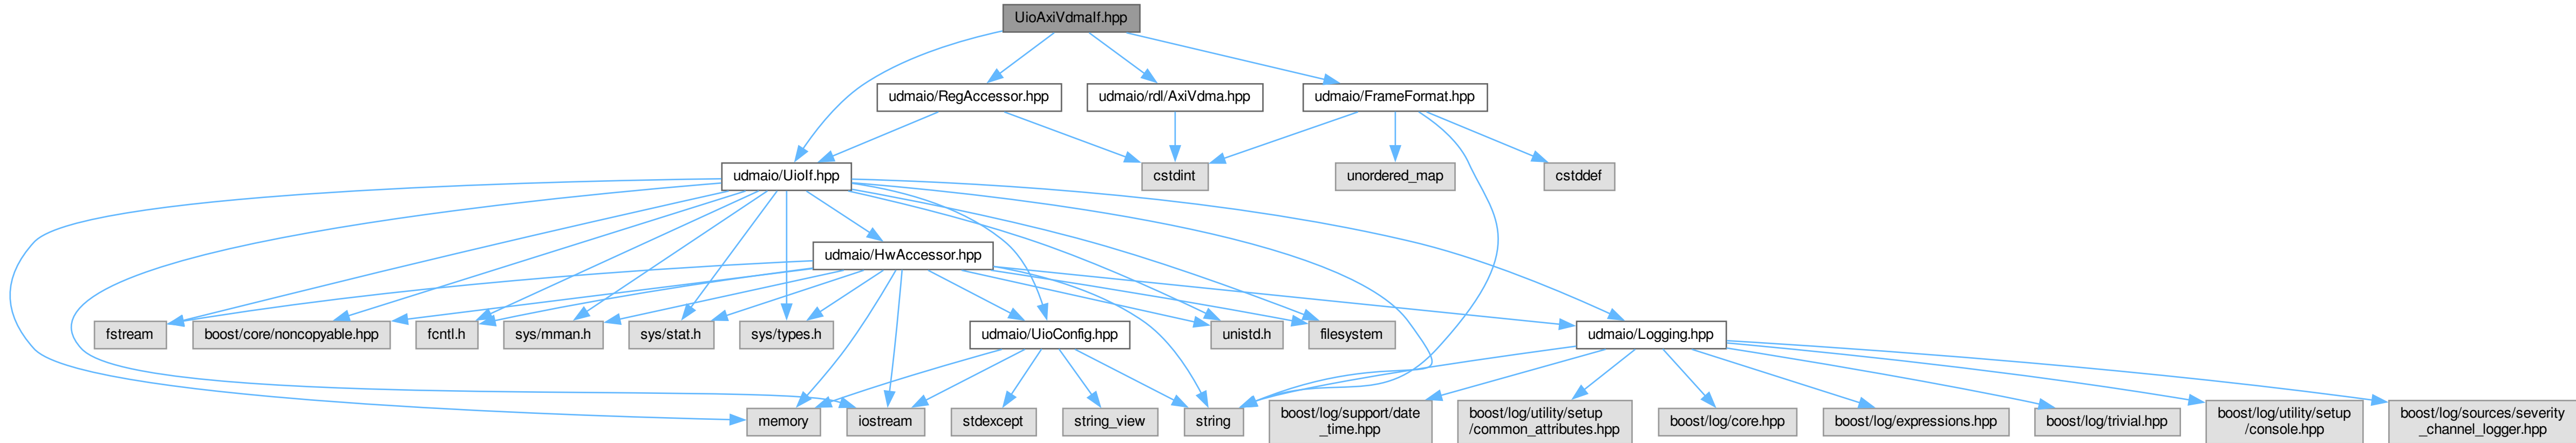 UioAxiVdmaIf.hpp
udmaio/RegAccessor.hpp
udmaio/rdl/AxiVdma.hpp
udmaio/FrameFormat.hpp
udmaio/UioIf.hpp
cstdint
unordered_map
cstddef
udmaio/HwAccessor.hpp
fstream
boost/core/noncopyable.hpp
fcntl.h
sys/mman.h
sys/stat.h
sys/types.h
udmaio/UioConfig.hpp
unistd.h
filesystem
udmaio/Logging.hpp
memory
iostream
stdexcept
string_view
string
boost/log/support/date
_time.hpp
boost/log/utility/setup
/common_attributes.hpp
boost/log/core.hpp
boost/log/expressions.hpp
boost/log/trivial.hpp
boost/log/utility/setup
/console.hpp
boost/log/sources/severity
_channel_logger.hpp